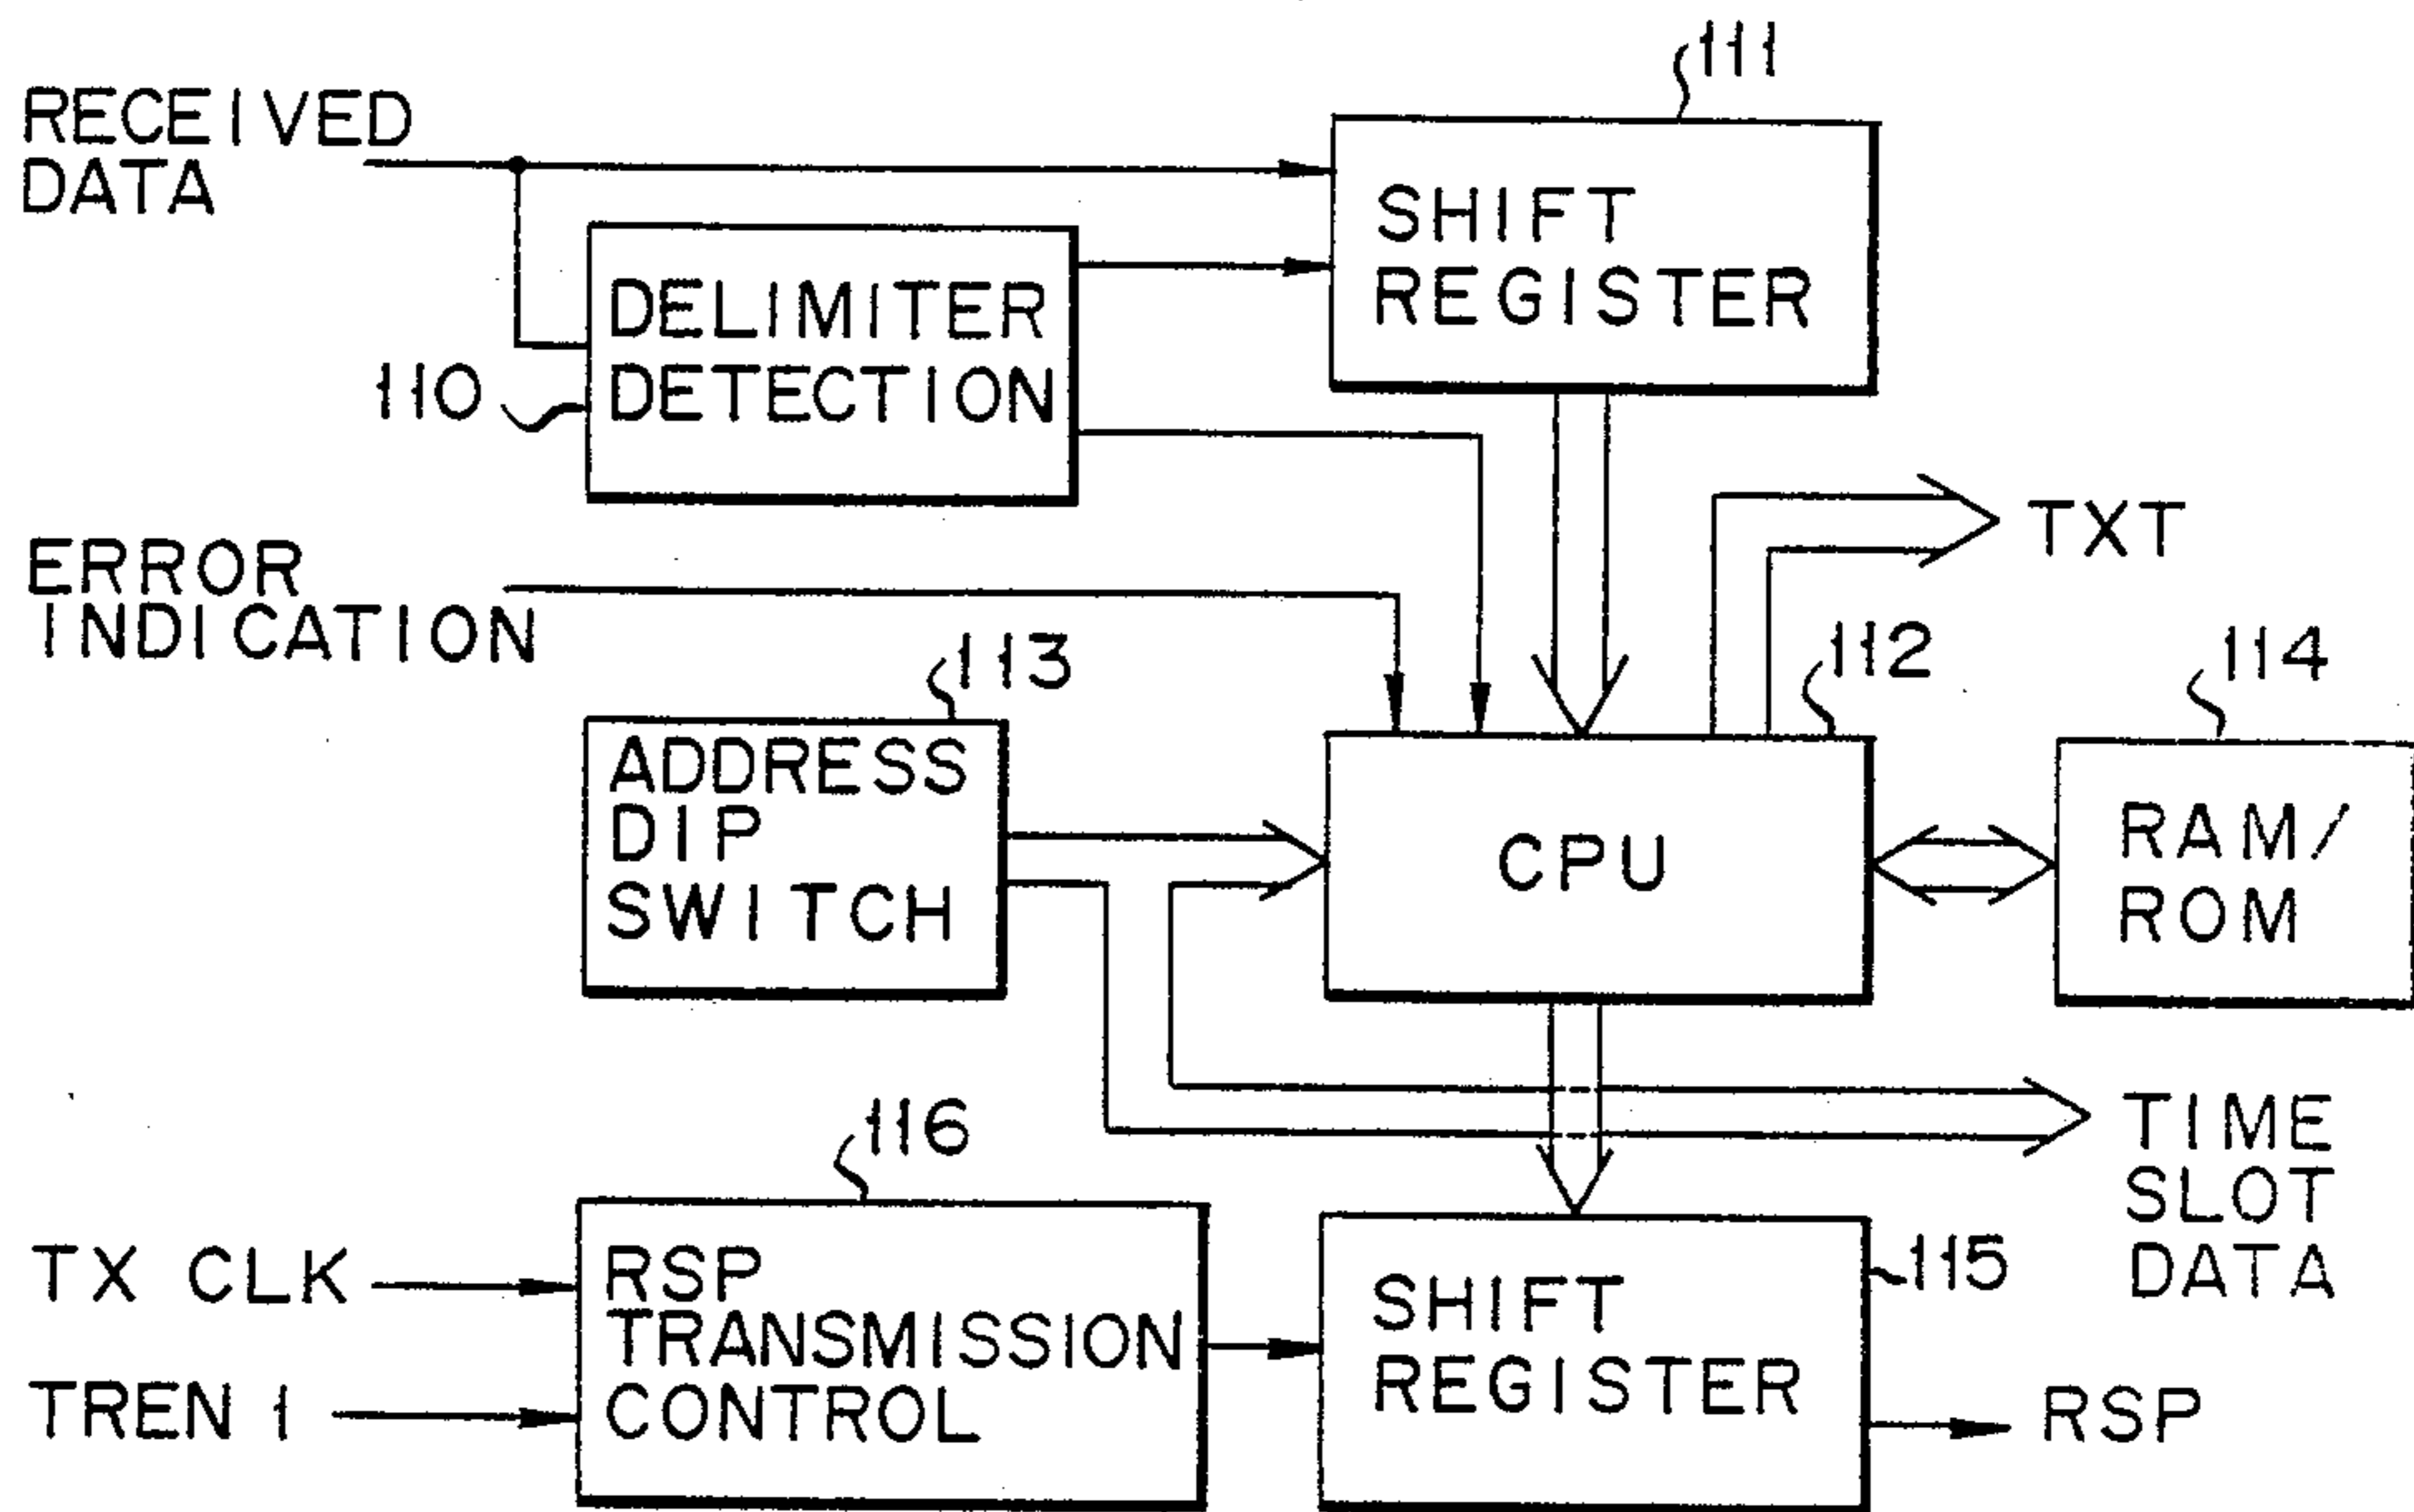 111
RECEIVED
DATA
SHIFT
REGISTER
DELIMITER
DETECTION
110
TXT
ERROR
INDICATION
113
112
114
ADDRESS
DIP
SWITCH
CPU
RAM/
ROM
116
TIME
SLOT
DATA
TX CLK
TREN 1
RSP
TRANSMISSION
CONTROL
SHIFT
REGISTER
115
RSP